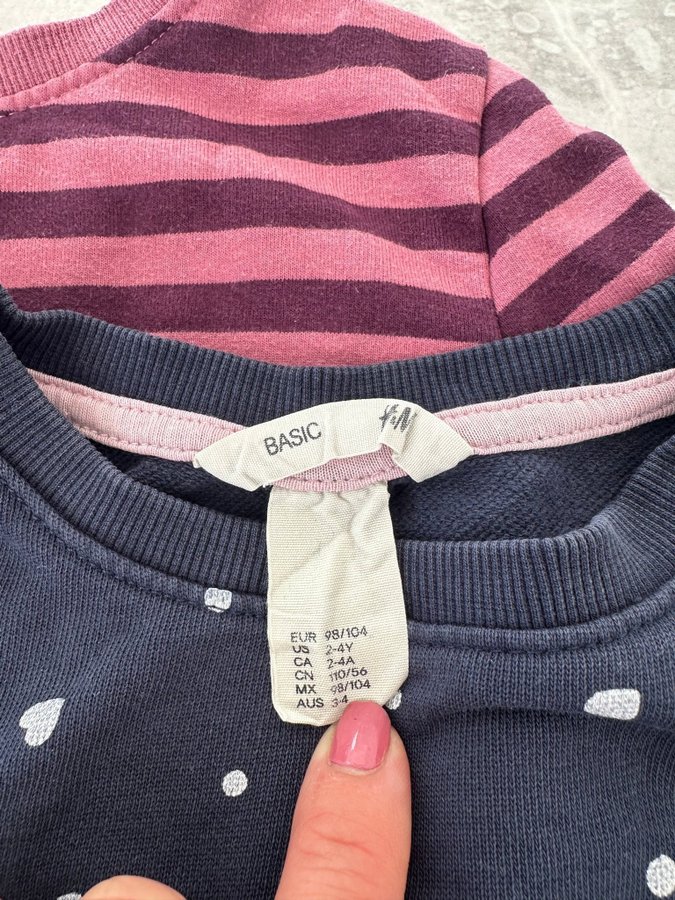 BASIC H&M
EUR 98/104
US 2-4Y
CA 2-4A
CN 110/56
MX 98/104
AUS 3-4